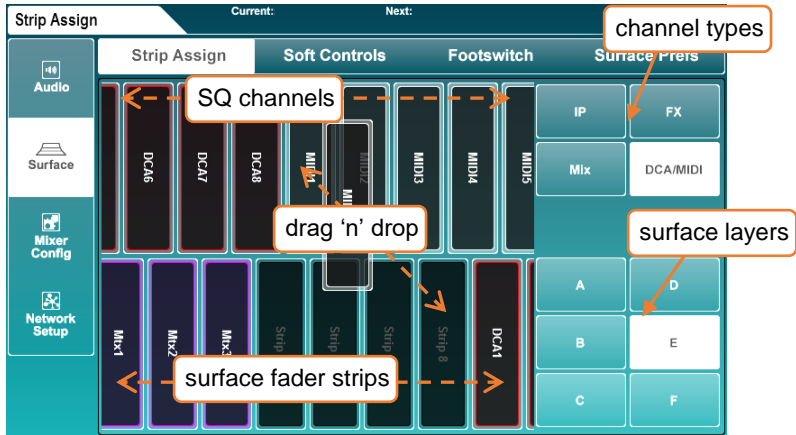 Strip Assign
Current:
Next:
channel types
Strip Assign
Soft Controls
Footswitch
Surface Prefs
Audio
SQ channels
IP
FX
Surface
DCA6
DCA7
DCA8
MIDI1
MIDI2
MIDI3
MIDI4
MIDI5
Mix
DCA/MIDI
Mixer
Config
drag ‘n’ drop
surface layers
A
D
Network
Setup
Mtx1
Mtx2
Mtx3
Strip
Strip
Strip
Strip 8
DCA1
B
E
surface fader strips
C
F